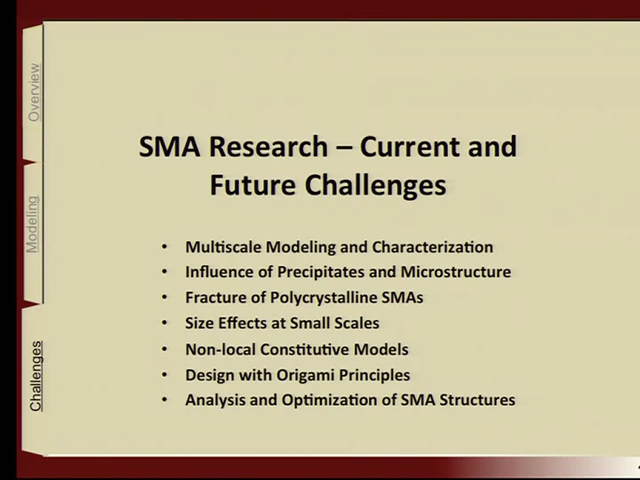 Overview
Modeling
Challenges
SMA Research – Current and
Future Challenges
• Multiscale Modeling and Characterization
• Influence of Precipitates and Microstructure
• Fracture of Polycrystalline SMAs
• Size Effects at Small Scales
• Non-local Constitutive Models
• Design with Origami Principles
• Analysis and Optimization of SMA Structures